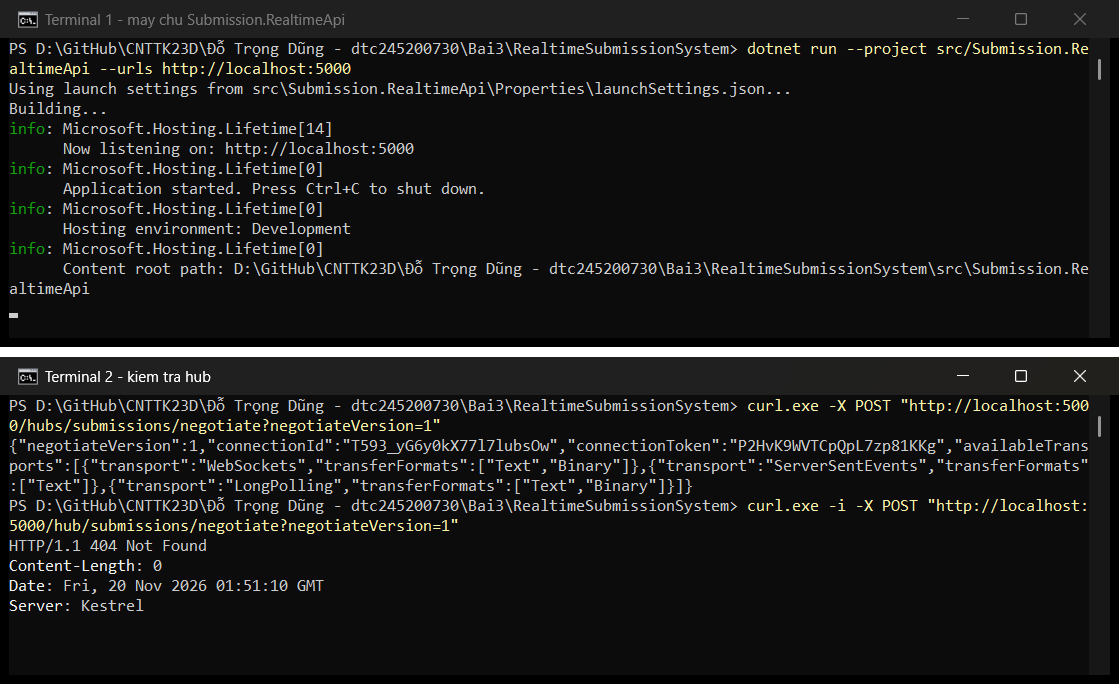 Terminal 1 - may chu Submission.RealtimeApi
PS D:\GitHub\CNTTK23D\Đỗ Trọng Dũng - dtc245200730\Bai3\RealtimeSubmissionSystem> dotnet run --project src/Submission.Re
altimeApi --urls http://localhost:5000
Using launch settings from src\Submission.RealtimeApi\Properties\launchSettings.json...
Building...
info: Microsoft.Hosting.Lifetime[14]
      Now listening on: http://localhost:5000
info: Microsoft.Hosting.Lifetime[0]
      Application started. Press Ctrl+C to shut down.
info: Microsoft.Hosting.Lifetime[0]
      Hosting environment: Development
info: Microsoft.Hosting.Lifetime[0]
      Content root path: D:\GitHub\CNTTK23D\Đỗ Trọng Dũng - dtc245200730\Bai3\RealtimeSubmissionSystem\src\Submission.Re
altimeApi
Terminal 2 - kiem tra hub
PS D:\GitHub\CNTTK23D\Đỗ Trọng Dũng - dtc245200730\Bai3\RealtimeSubmissionSystem> curl.exe -X POST "http://localhost:500
0/hubs/submissions/negotiate?negotiateVersion=1"
{"negotiateVersion":1,"connectionId":"T593_yG6y0kX77l7lubsOw","connectionToken":"P2HvK9WVTCpQpL7zp81KKg","availableTrans
ports":[{"transport":"WebSockets","transferFormats":["Text","Binary"]},{"transport":"ServerSentEvents","transferFormats"
:["Text"]},{"transport":"LongPolling","transferFormats":["Text","Binary"]}]}
PS D:\GitHub\CNTTK23D\Đỗ Trọng Dũng - dtc245200730\Bai3\RealtimeSubmissionSystem> curl.exe -i -X POST "http://localhost:
5000/hub/submissions/negotiate?negotiateVersion=1"
HTTP/1.1 404 Not Found
Content-Length: 0
Date: Fri, 20 Nov 2026 01:51:10 GMT
Server: Kestrel